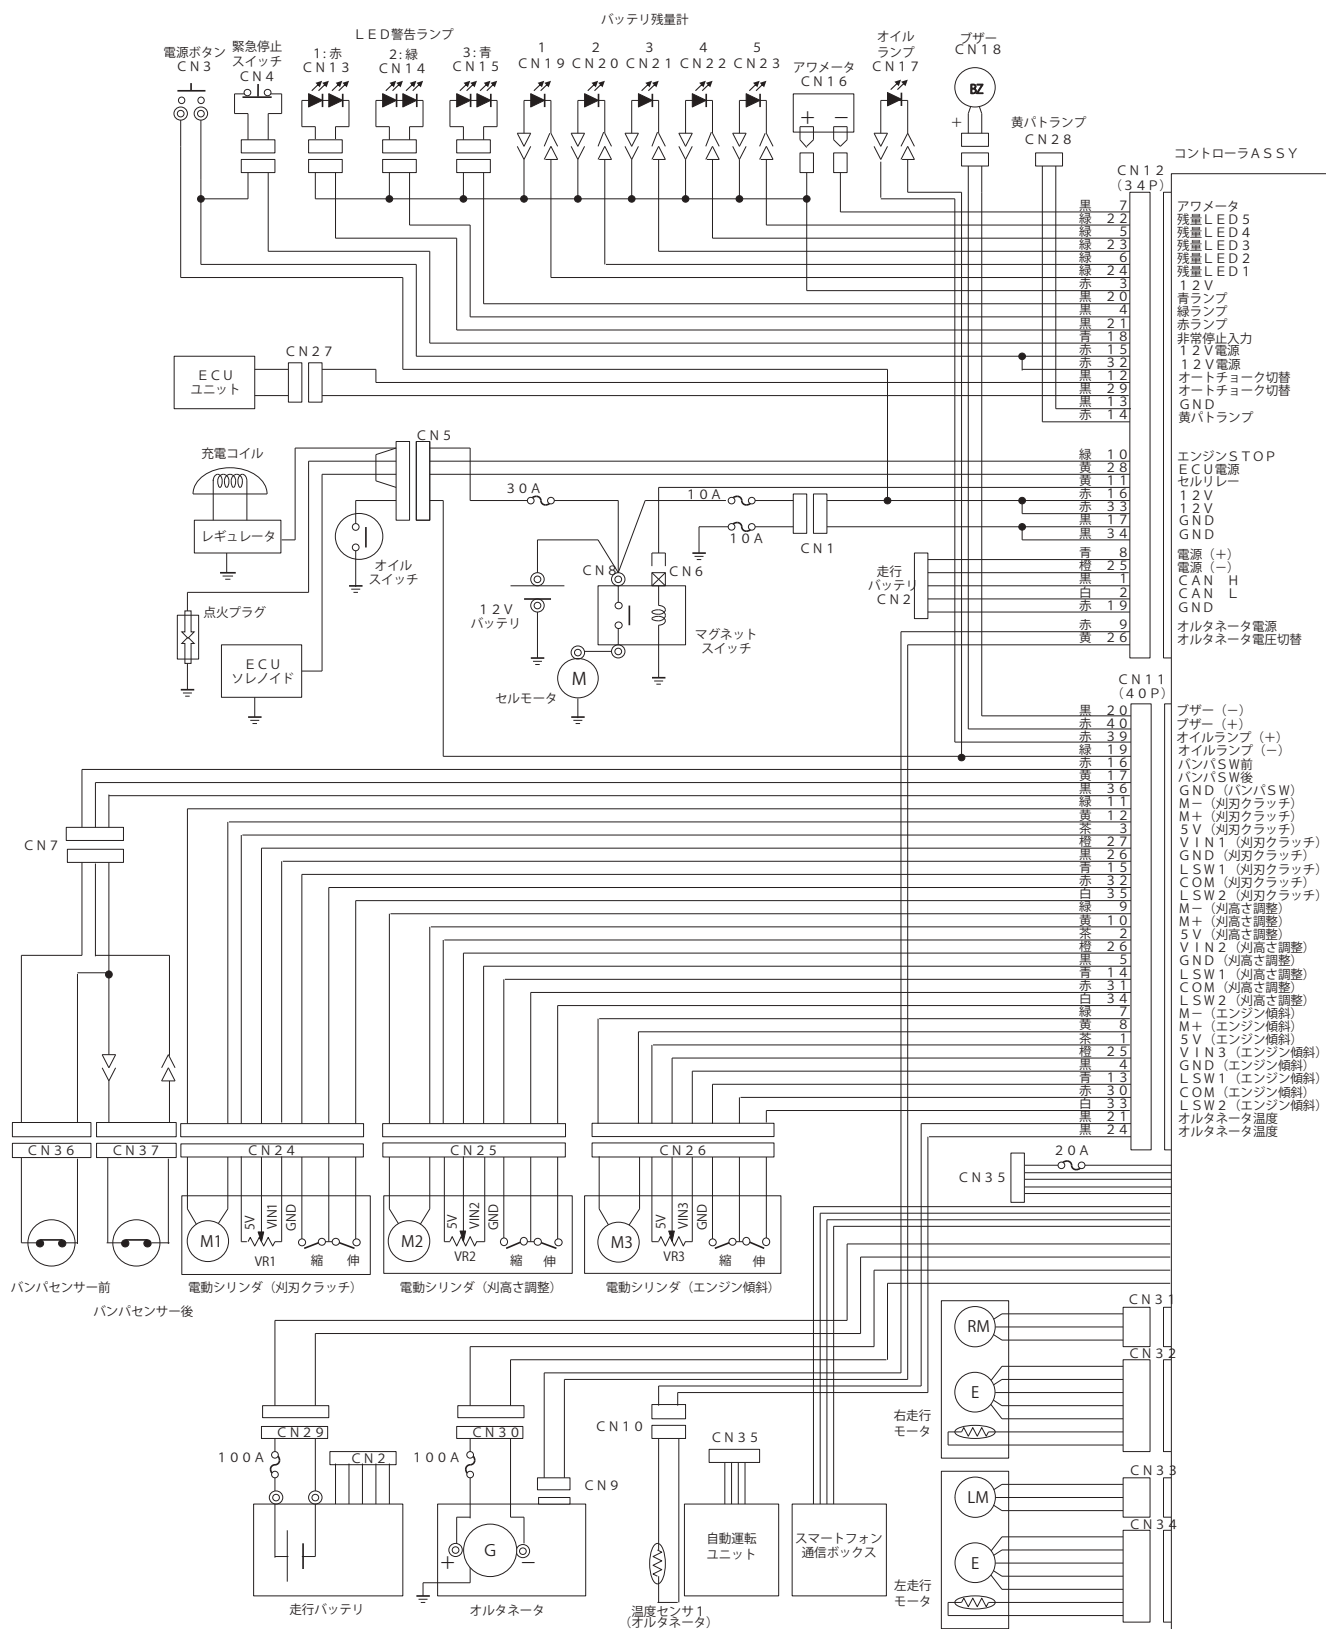 バッテリ残量計
電源ボタン
CN3
緊急停止
スイッチ
CN4
LED警告ランプ
1:赤
CN13
2:緑
CN14
3:青
CN15
1
CN19
2
CN20
3
CN21
4
CN22
5
CN23
アワメータ
CN16
+ −
オイル
ランプ
CN17
ブザー
CN18
BZ
+
黄パトランプ
CN28
コントローラASSY
CN12
(34P)
黒 7 アワメータ
緑 22 残量LED5
緑 5 残量LED4
緑 23 残量LED3
緑 6 残量LED2
緑 24 残量LED1
赤 3 12V
黒 20 青ランプ
黒 4 緑ランプ
黒 21 赤ランプ
青 18 非常停止入力
赤 15 12V電源
赤 32 12V電源
黒 12 オートチョーク切替
黒 29 オートチョーク切替
黒 13 GND
赤 14 黄パトランプ
緑 10 エンジンSTOP
黄 28 ECU電源
黄 11 セルリレー
赤 16 12V
赤 33 12V
黒 17 GND
黒 34 GND
青 8 電源(+)
橙 25 電源(−)
黒 1 CAN H
白 2 CAN L
赤 19 GND
赤 9 オルタネータ電源
黄 26 オルタネータ電圧切替
ECU
ユニット
CN27
充電コイル
CN5
レギュレータ
オイル
スイッチ
点火プラグ
ECU
ソレノイド
30A
10A
10A
CN1
CN8
CN6
12V
バッテリ
マグネット
スイッチ
M
セルモータ
走行
バッテリ
CN2
CN11
(40P)
黒 20 ブザー(−)
赤 40 ブザー(+)
赤 39 オイルランプ(+)
緑 19 オイルランプ(−)
赤 16 バンパSW前
黄 17 バンパSW後
黒 36 GND(バンパSW)
緑 11 M−(刈刃クラッチ)
黄 12 M+(刈刃クラッチ)
茶 3 5V(刈刃クラッチ)
橙 27 VIN1(刈刃クラッチ)
黒 26 GND(刈刃クラッチ)
青 15 LSW1(刈刃クラッチ)
赤 32 COM(刈刃クラッチ)
白 35 LSW2(刈刃クラッチ)
緑 9 M−(刈高さ調整)
黄 10 M+(刈高さ調整)
茶 2 5V(刈高さ調整)
橙 26 VIN2(刈高さ調整)
黒 5 GND(刈高さ調整)
青 14 LSW1(刈高さ調整)
赤 31 COM(刈高さ調整)
白 34 LSW2(刈高さ調整)
緑 7 M−(エンジン傾斜)
黄 8 M+(エンジン傾斜)
茶 1 5V(エンジン傾斜)
橙 25 VIN3(エンジン傾斜)
黒 4 GND(エンジン傾斜)
青 13 LSW1(エンジン傾斜)
赤 30 COM(エンジン傾斜)
白 33 LSW2(エンジン傾斜)
黒 21 オルタネータ温度
黒 24 オルタネータ温度
CN7
CN36
CN37
CN24
CN25
CN26
CN35
20A
バンパセンサー前
バンパセンサー後
M1
5V
VIN1
GND
VR1
縮 伸
電動シリンダ(刈刃クラッチ)
M2
5V
VIN2
GND
VR2
縮 伸
電動シリンダ(刈高さ調整)
M3
5V
VIN3
GND
VR3
縮 伸
電動シリンダ(エンジン傾斜)
CN31
RM
CN32
E
右走行
モータ
CN33
LM
CN34
E
左走行
モータ
CN29
100A
CN2
走行バッテリ
CN30
100A
CN9
+ G −
オルタネータ
CN10
温度センサ1
(オルタネータ)
CN35
自動運転
ユニット
スマートフォン
通信ボックス